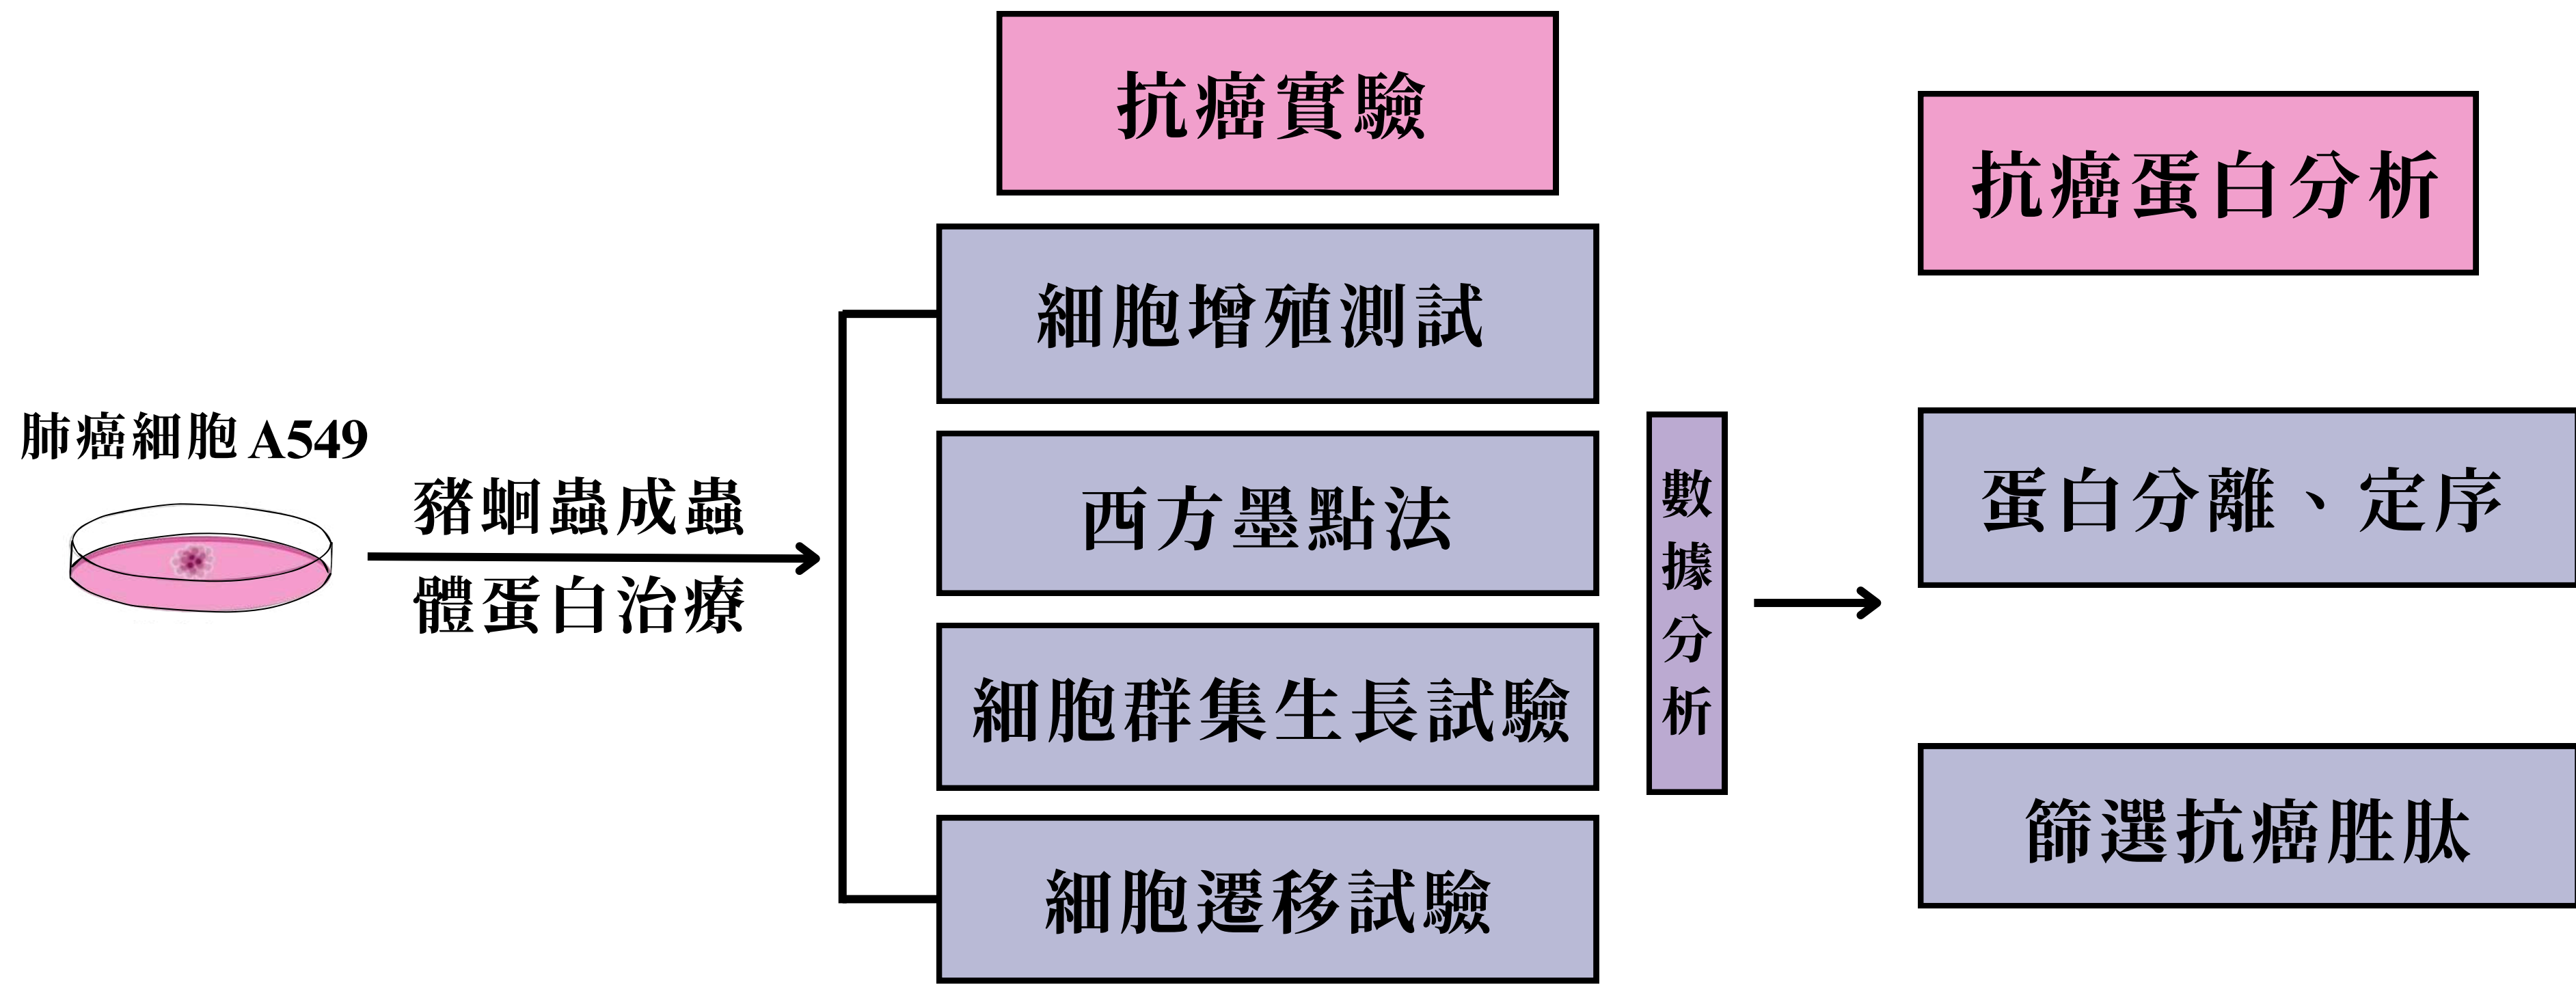 肺癌細胞 A549
豬蛔蟲成蟲
體蛋白治療
抗癌實驗
細胞增殖測試
西方墨點法
細胞群集生長試驗
細胞遷移試驗
數據分析
抗癌蛋白分析
蛋白分離、定序
篩選抗癌胜肽